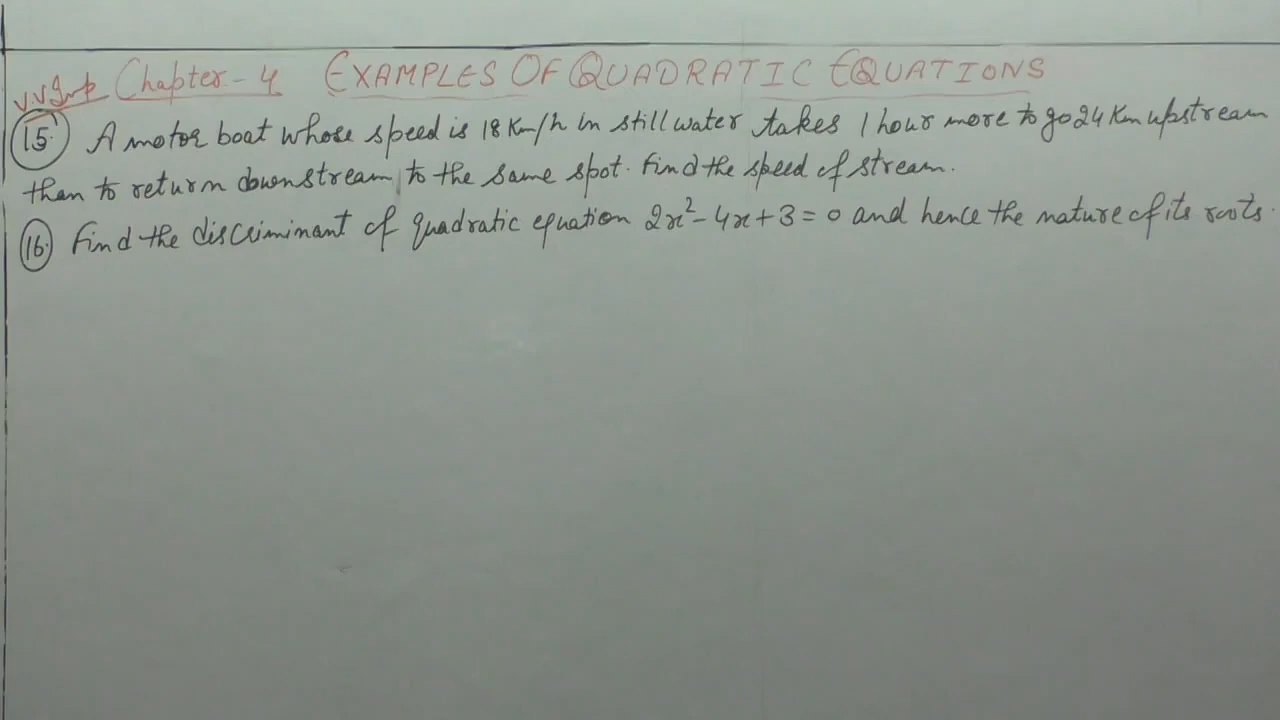 V.V Imp Chapter - 4 EXAMPLES OF QUADRATIC EQUATIONS
15. A motor boat whose speed is 18 Km/h in still water takes 1 hour more to go 24 Km upstream
than to return downstream to the same spot. Find the speed of stream.
16. Find the discriminant of quadratic equation 2x² - 4x + 3 = 0 and hence the nature of its roots.